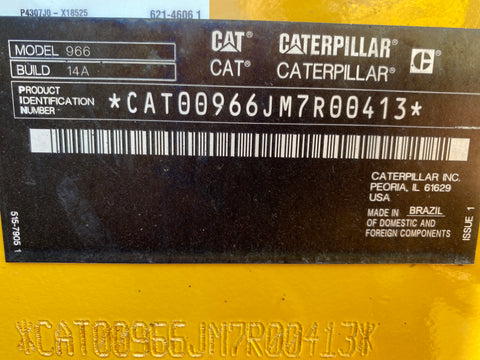 P4307J0 - X18525
621-4606 1
MODEL 966
BUILD 14A
CAT CATERPILLAR C
CAT® CATERPILLAR®
PRODUCT
IDENTIFICATION
NUMBER
*CAT00966JM7R00413*
CATERPILLAR INC.
PEORIA, IL 61629
USA
MADE IN BRAZIL
OF DOMESTIC AND
FOREIGN COMPONENTS
ISSUE 1
515-7905 1
*CAT00966JM7R00413*